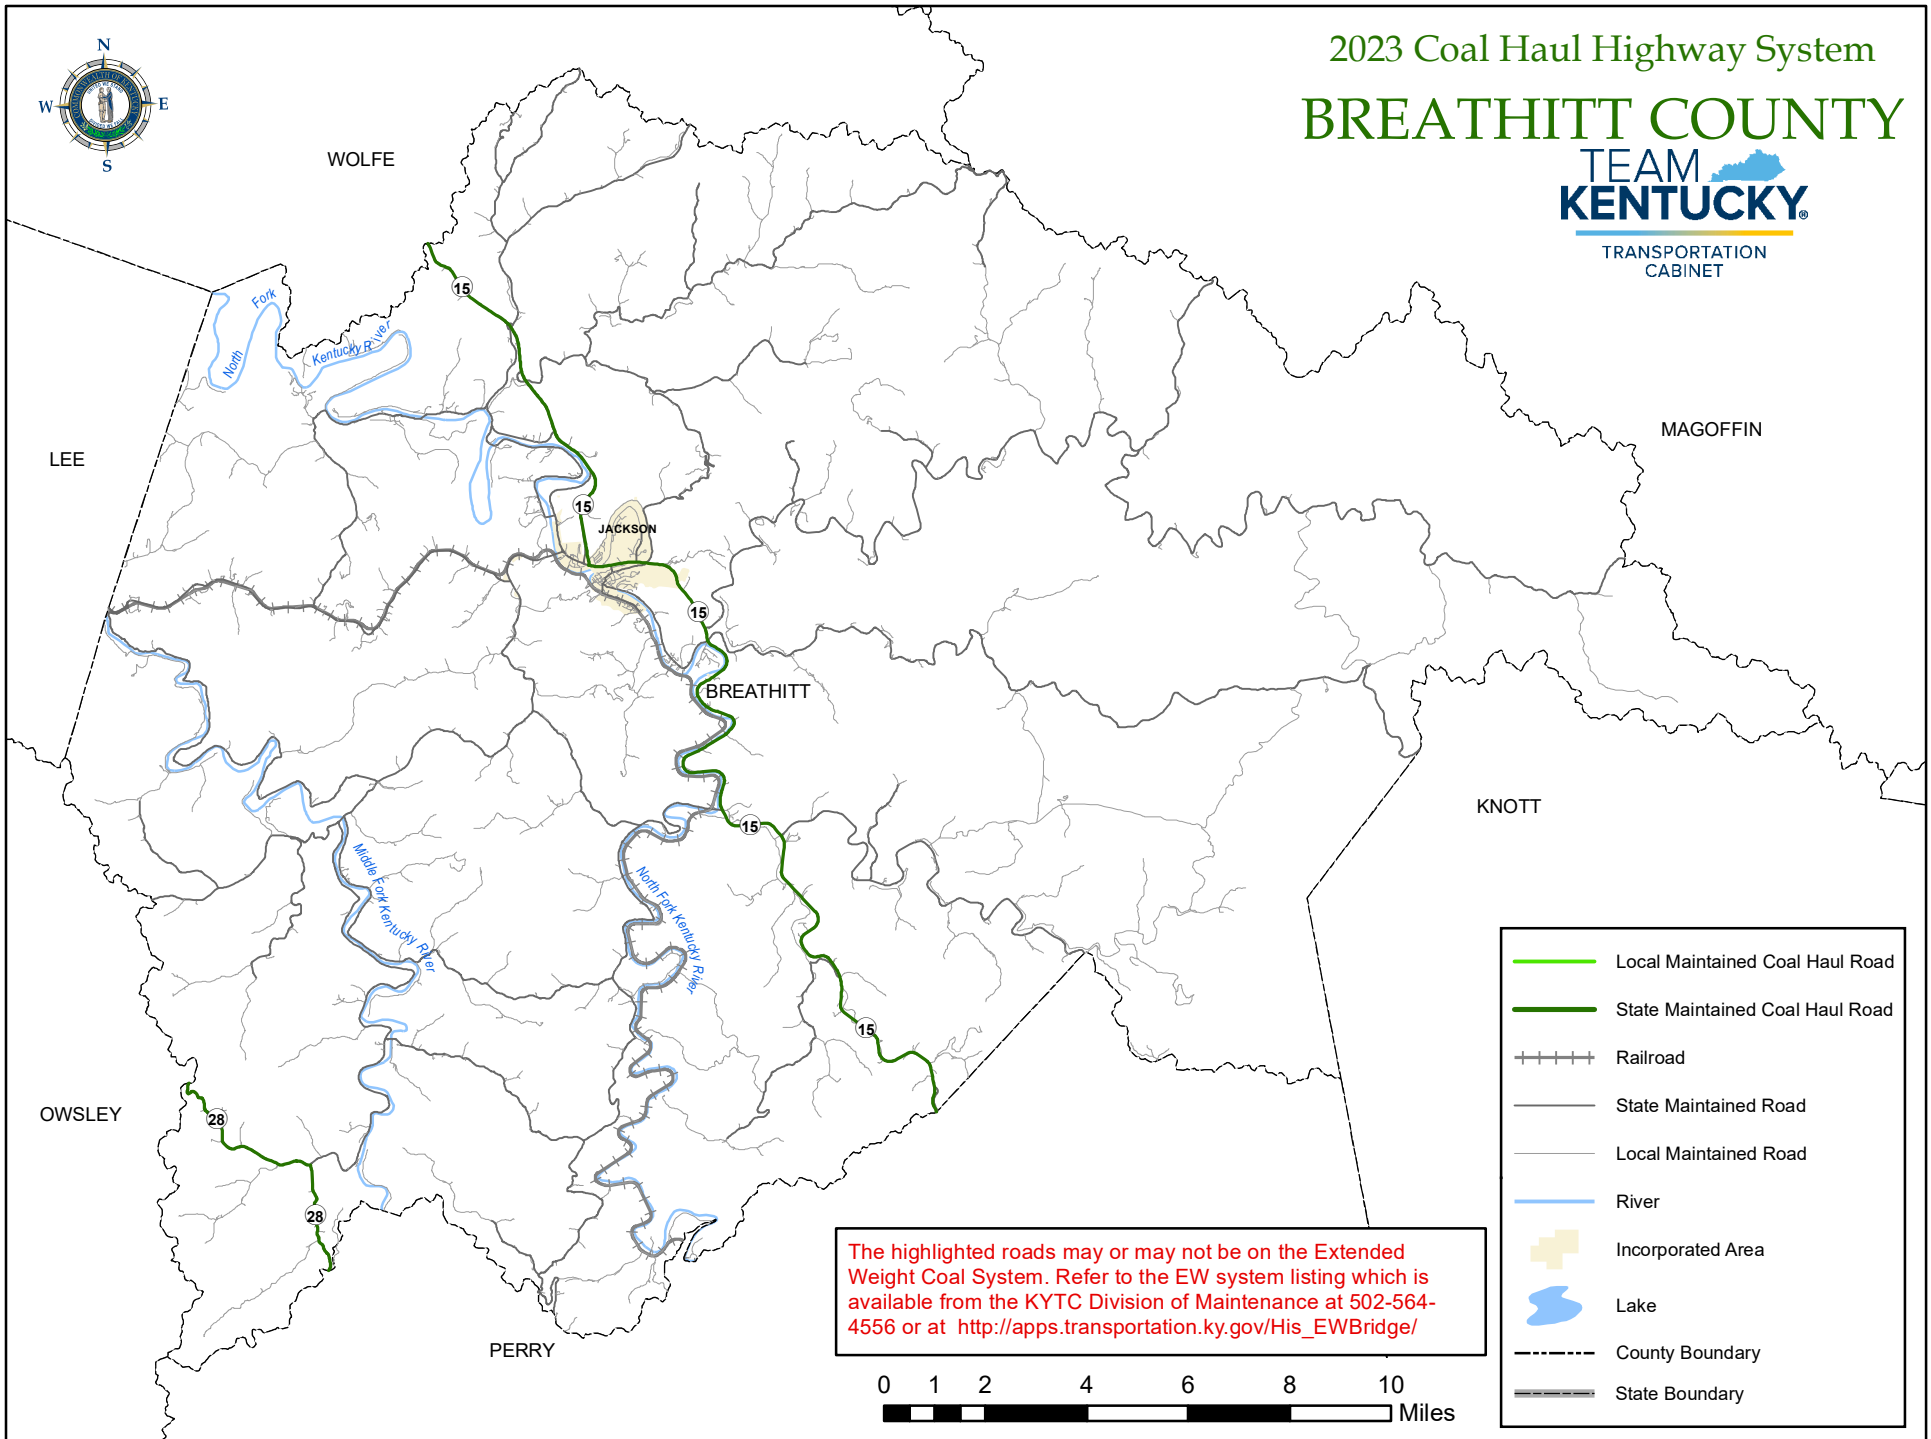 2023 Coal Haul Highway System
BREATHITT COUNTY
TEAM
KENTUCKY®
TRANSPORTATION
CABINET
N
W
E
S
WOLFE
LEE
MAGOFFIN
KNOTT
OWSLEY
PERRY
BREATHITT
JACKSON
North
Fork
Kentucky River
Middle Fork Kentucky River
North Fork Kentucky River
15
15
15
15
15
28
28
The highlighted roads may or may not be on the Extended
Weight Coal System. Refer to the EW system listing which is
available from the KYTC Division of Maintenance at 502-564-
4556 or at http://apps.transportation.ky.gov/His_EWBridge/
0 1 2 4 6 8 10
Miles
Local Maintained Coal Haul Road
State Maintained Coal Haul Road
Railroad
State Maintained Road
Local Maintained Road
River
Incorporated Area
Lake
County Boundary
State Boundary